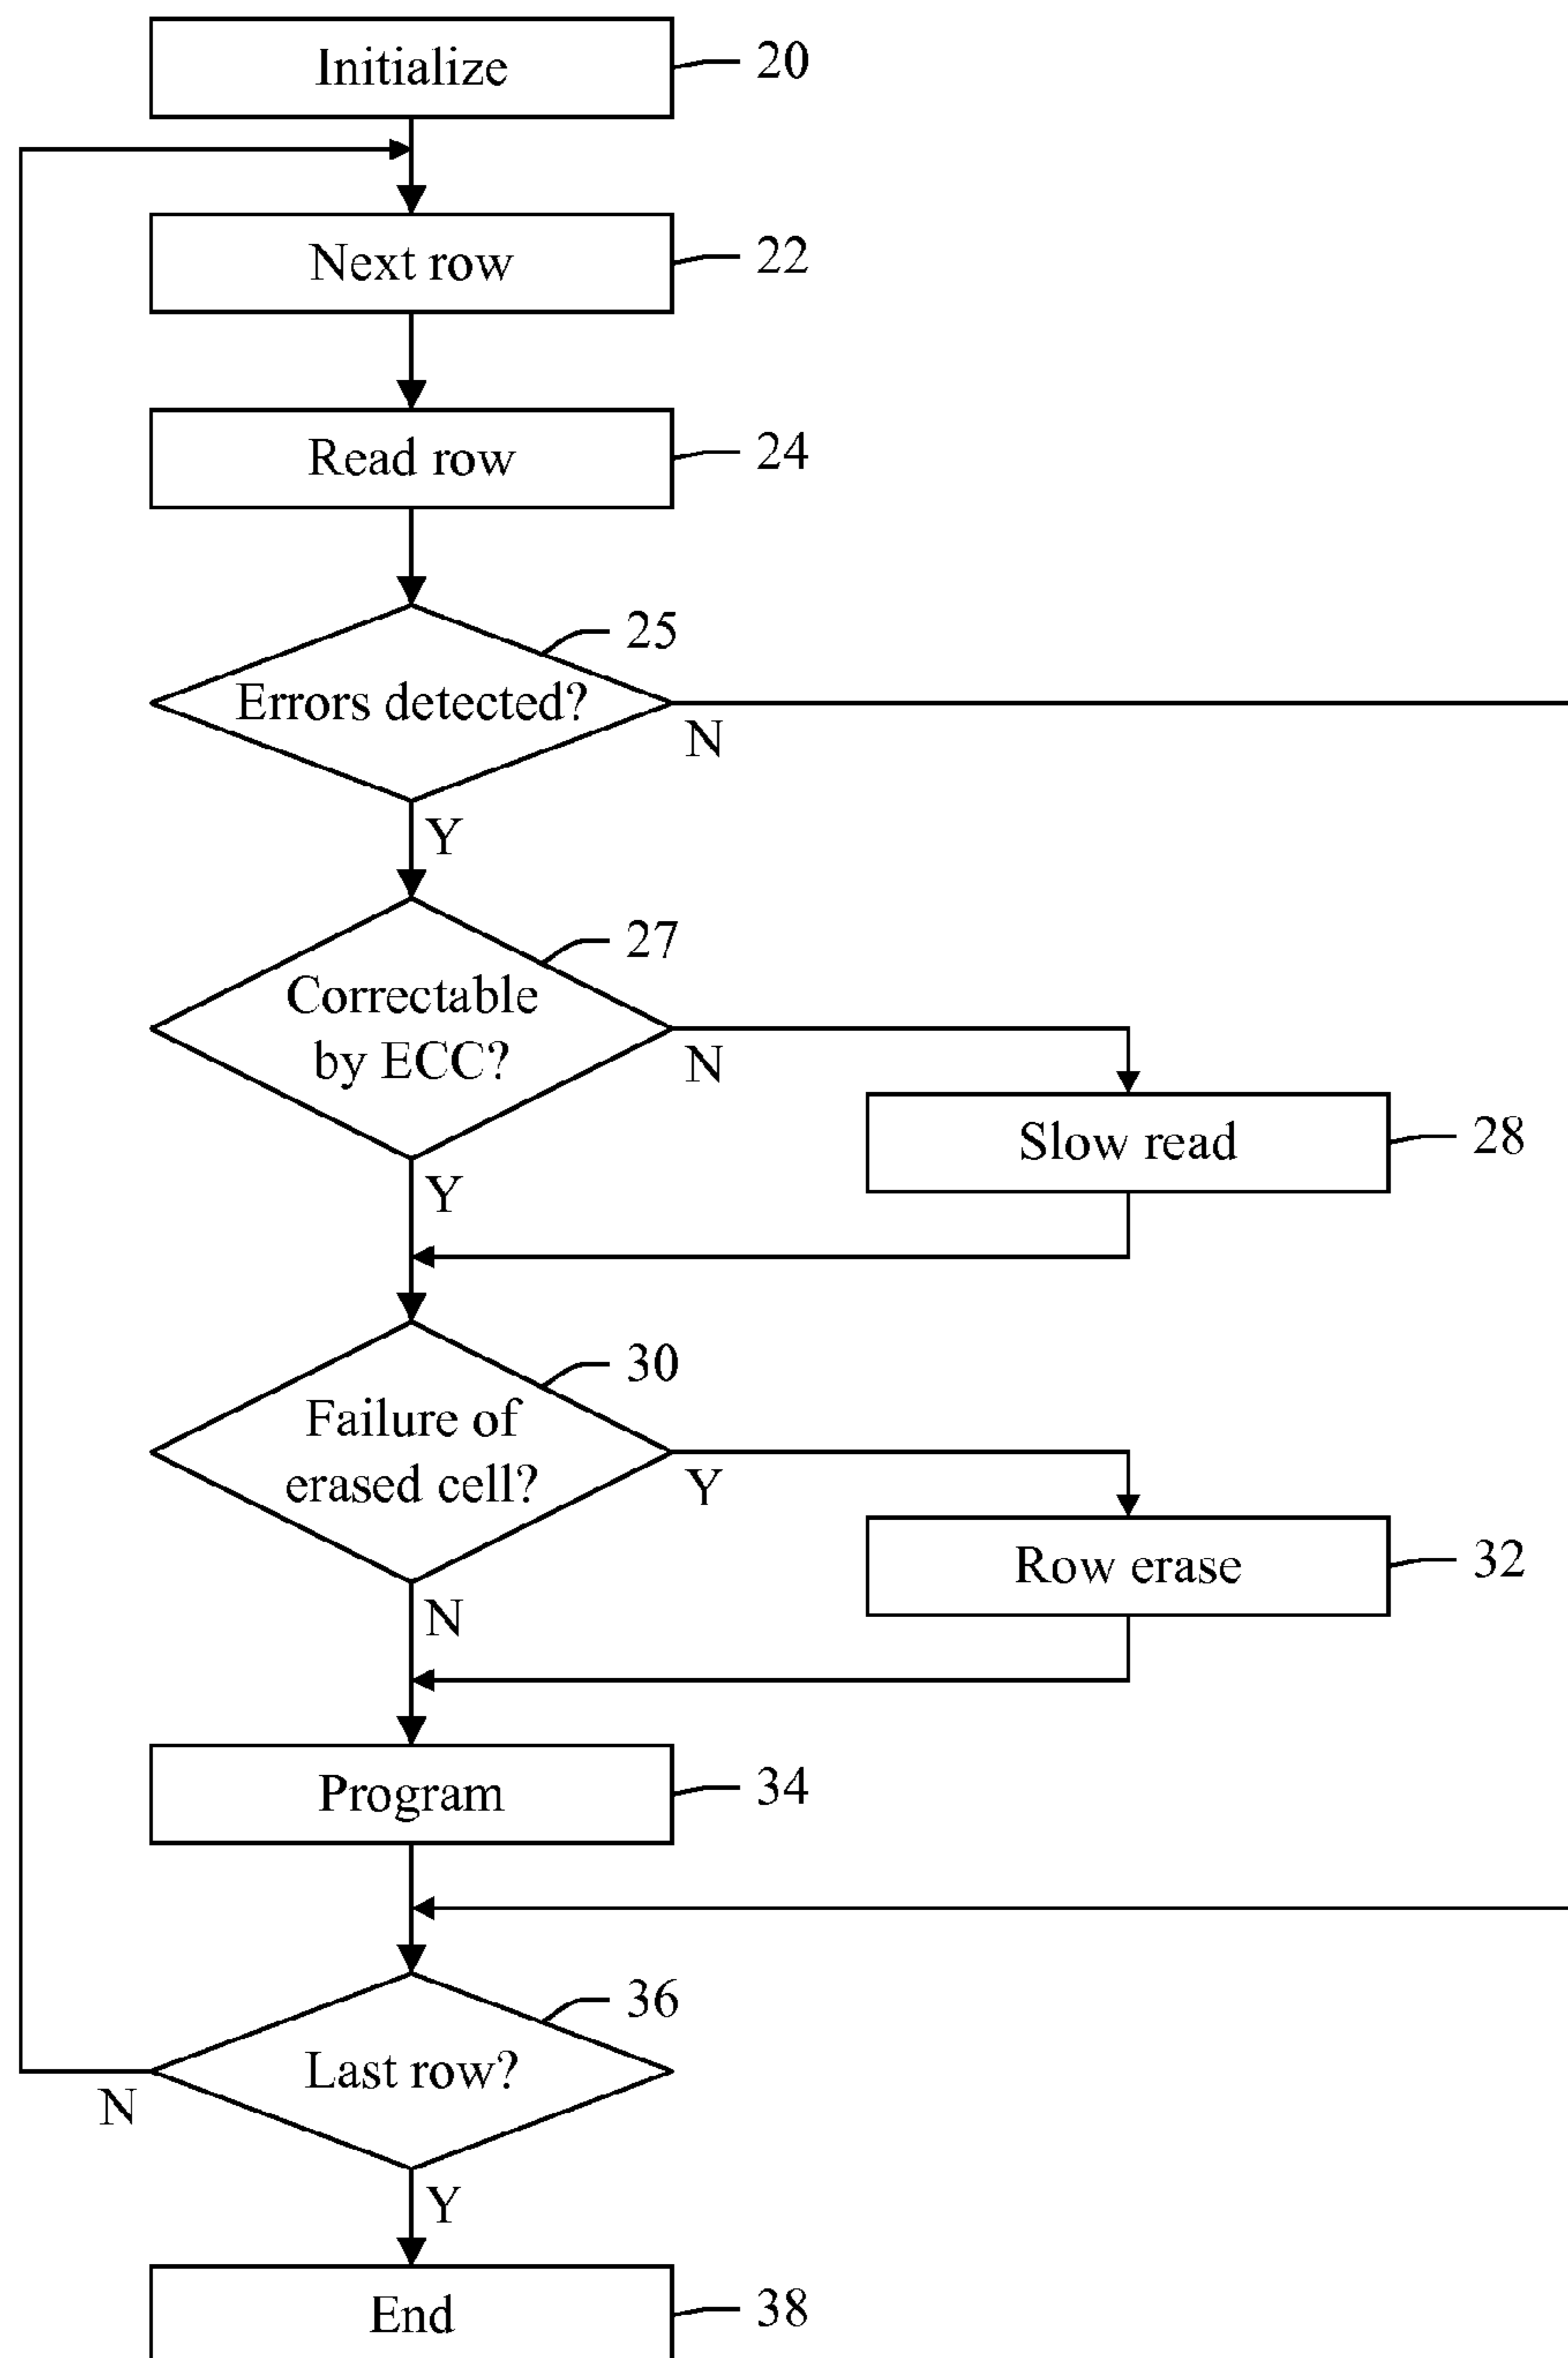 Initialize
20
Next row
22
Read row
24
25
Errors detected?
N
Y
27
Correctable
by ECC?
N
Slow read
28
Y
30
Failure of
erased cell?
Y
Row erase
32
N
Program
34
36
Last row?
N
Y
End
38